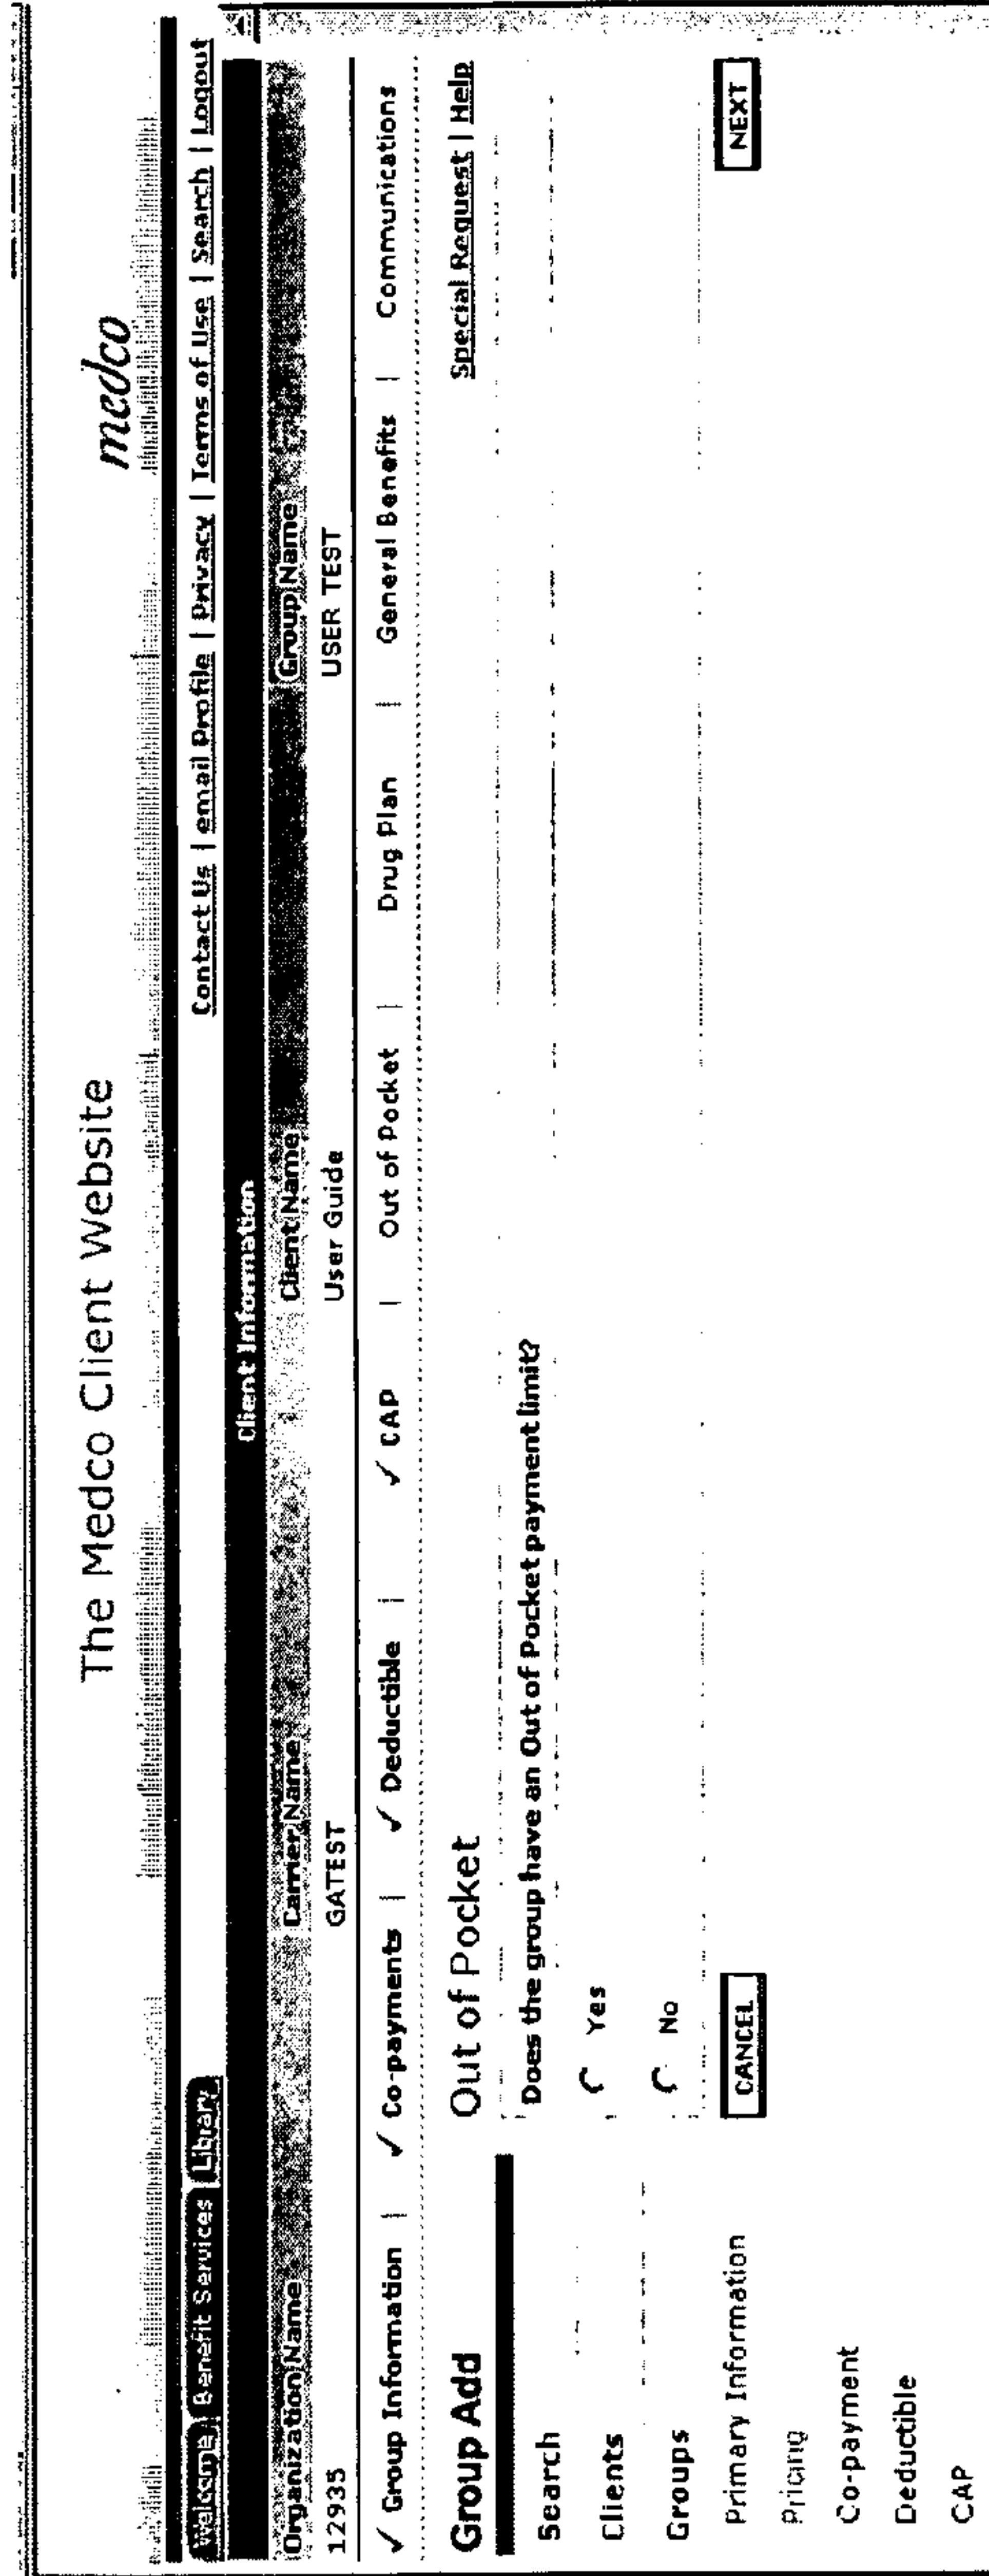 The Medco Client Website
medco
Welcome | Benefit Services | Library
Contact Us | email Profile | Privacy | Terms of Use | Search | Logout
Client Information
Organization Name Carrier Name Client Name Group Name
12935 GATEST User Guide USER TEST
✓ Group Information | ✓ Co-payments | ✓ Deductible | ✓ CAP | Out of Pocket | Drug Plan | General Benefits | Communications
Group Add
Search
Clients
Groups
Primary Information
Pricing
Co-payment
Deductible
CAP
Out of Pocket
Special Request | Help
Does the group have an Out of Pocket payment limit?
Yes
No
CANCEL
NEXT